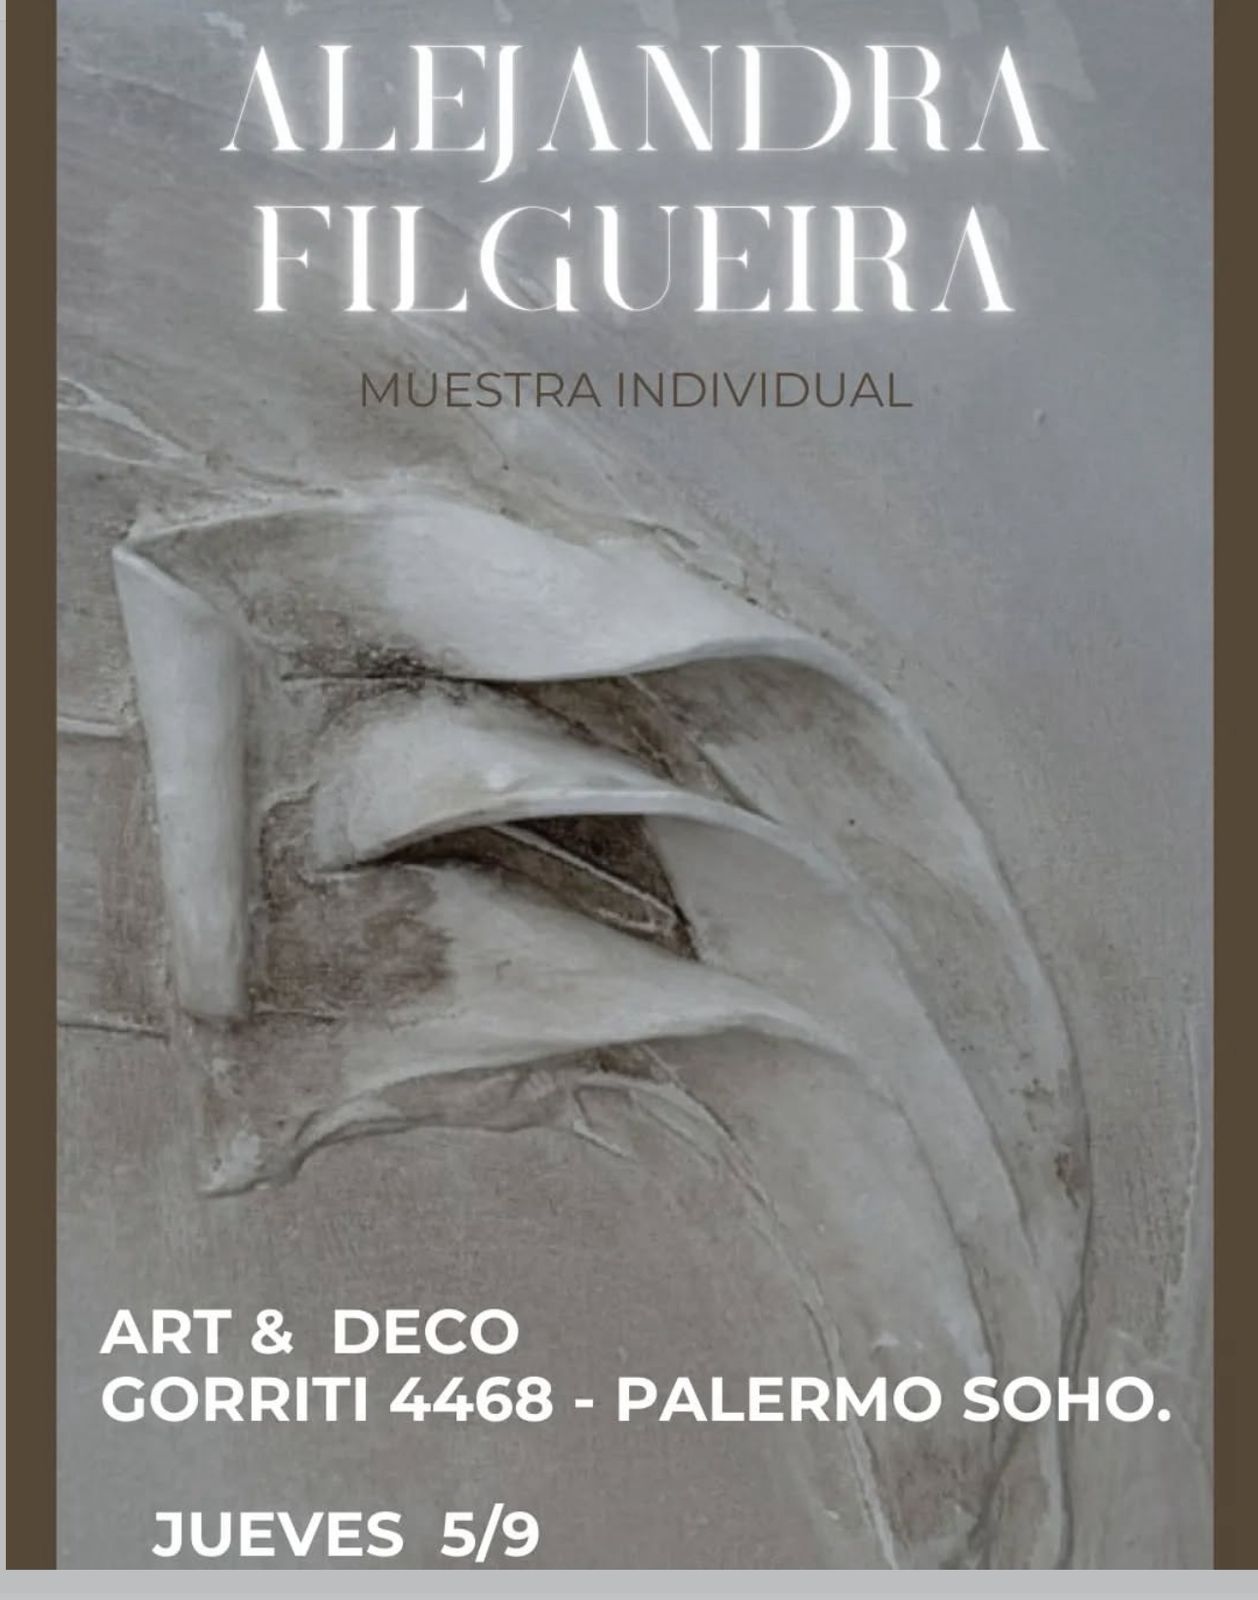 ALEJANDRA
FILGUEIRA
MUESTRA INDIVIDUAL
ART & DECO
GORRITI 4468 - PALERMO SOHO.
JUEVES 5/9